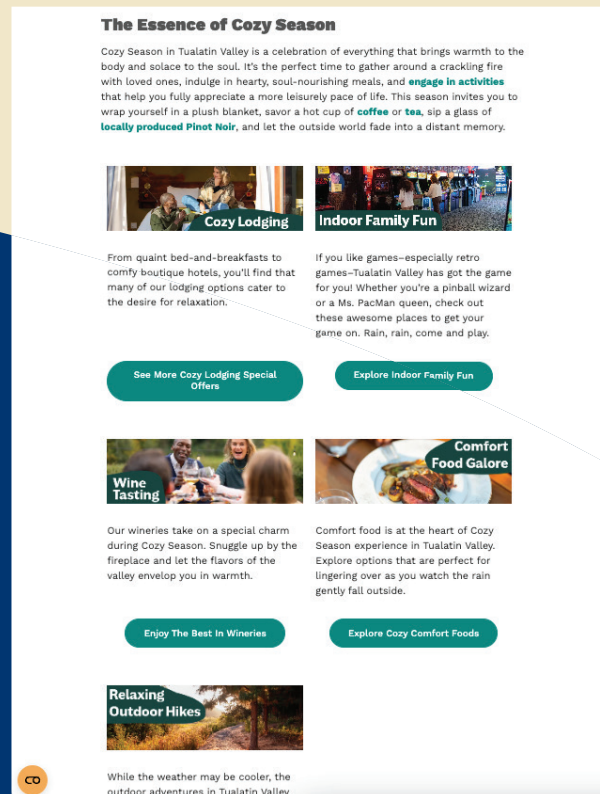 The Essence of Cozy Season
Cozy Season in Tualatin Valley is a celebration of everything that brings warmth to the
body and solace to the soul. It's the perfect time to gather around a crackling fire
with loved ones, indulge in hearty, soul-nourishing meals, and engage in activities
that help you fully appreciate a more leisurely pace of life. This season invites you to
wrap yourself in a plush blanket, savor a hot cup of coffee or tea, sip a glass of
locally produced Pinot Noir, and let the outside world fade into a distant memory.
Cozy Lodging
From quaint bed-and-breakfasts to
comfy boutique hotels, you'll find that
many of our lodging options cater to
the desire for relaxation.
See More Cozy Lodging Special
Offers
Indoor Family Fun
If you like games–especially retro
games–Tualatin Valley has got the game
for you! Whether you're a pinball wizard
or a Ms. PacMan queen, check out
these awesome places to get your
game on. Rain, rain, come and play.
Explore Indoor Family Fun
Wine
Tasting
Our wineries take on a special charm
during Cozy Season. Snuggle up by the
fireplace and let the flavors of the
valley envelop you in warmth.
Enjoy The Best In Wineries
Comfort
Food Galore
Comfort food is at the heart of Cozy
Season experience in Tualatin Valley.
Explore options that are perfect for
lingering over as you watch the rain
gently fall outside.
Explore Cozy Comfort Foods
Relaxing
Outdoor Hikes
While the weather may be cooler, the
outdoor adventures in Tualatin Valley